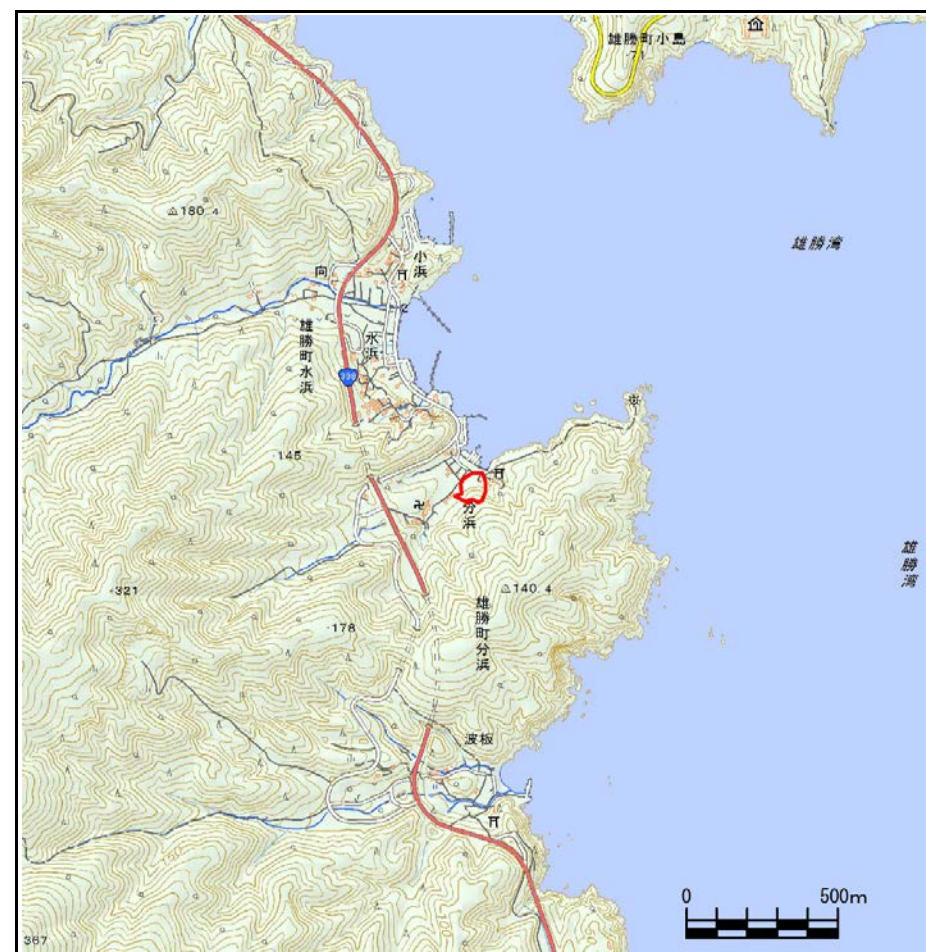 雄勝町小島
180.4
雄勝湾
小浜
向
雄勝町水浜
水浜
145
分浜
雄勝湾
140.4
321
雄勝町分浜
178
波板
0 500m
367